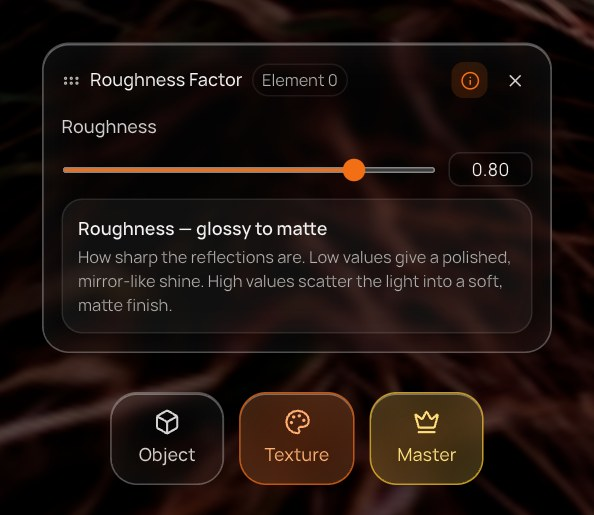 Roughness Factor Element 0
Roughness
0.80
Roughness — glossy to matte
How sharp the reflections are. Low values give a polished,
mirror-like shine. High values scatter the light into a soft,
matte finish.
Object Texture Master